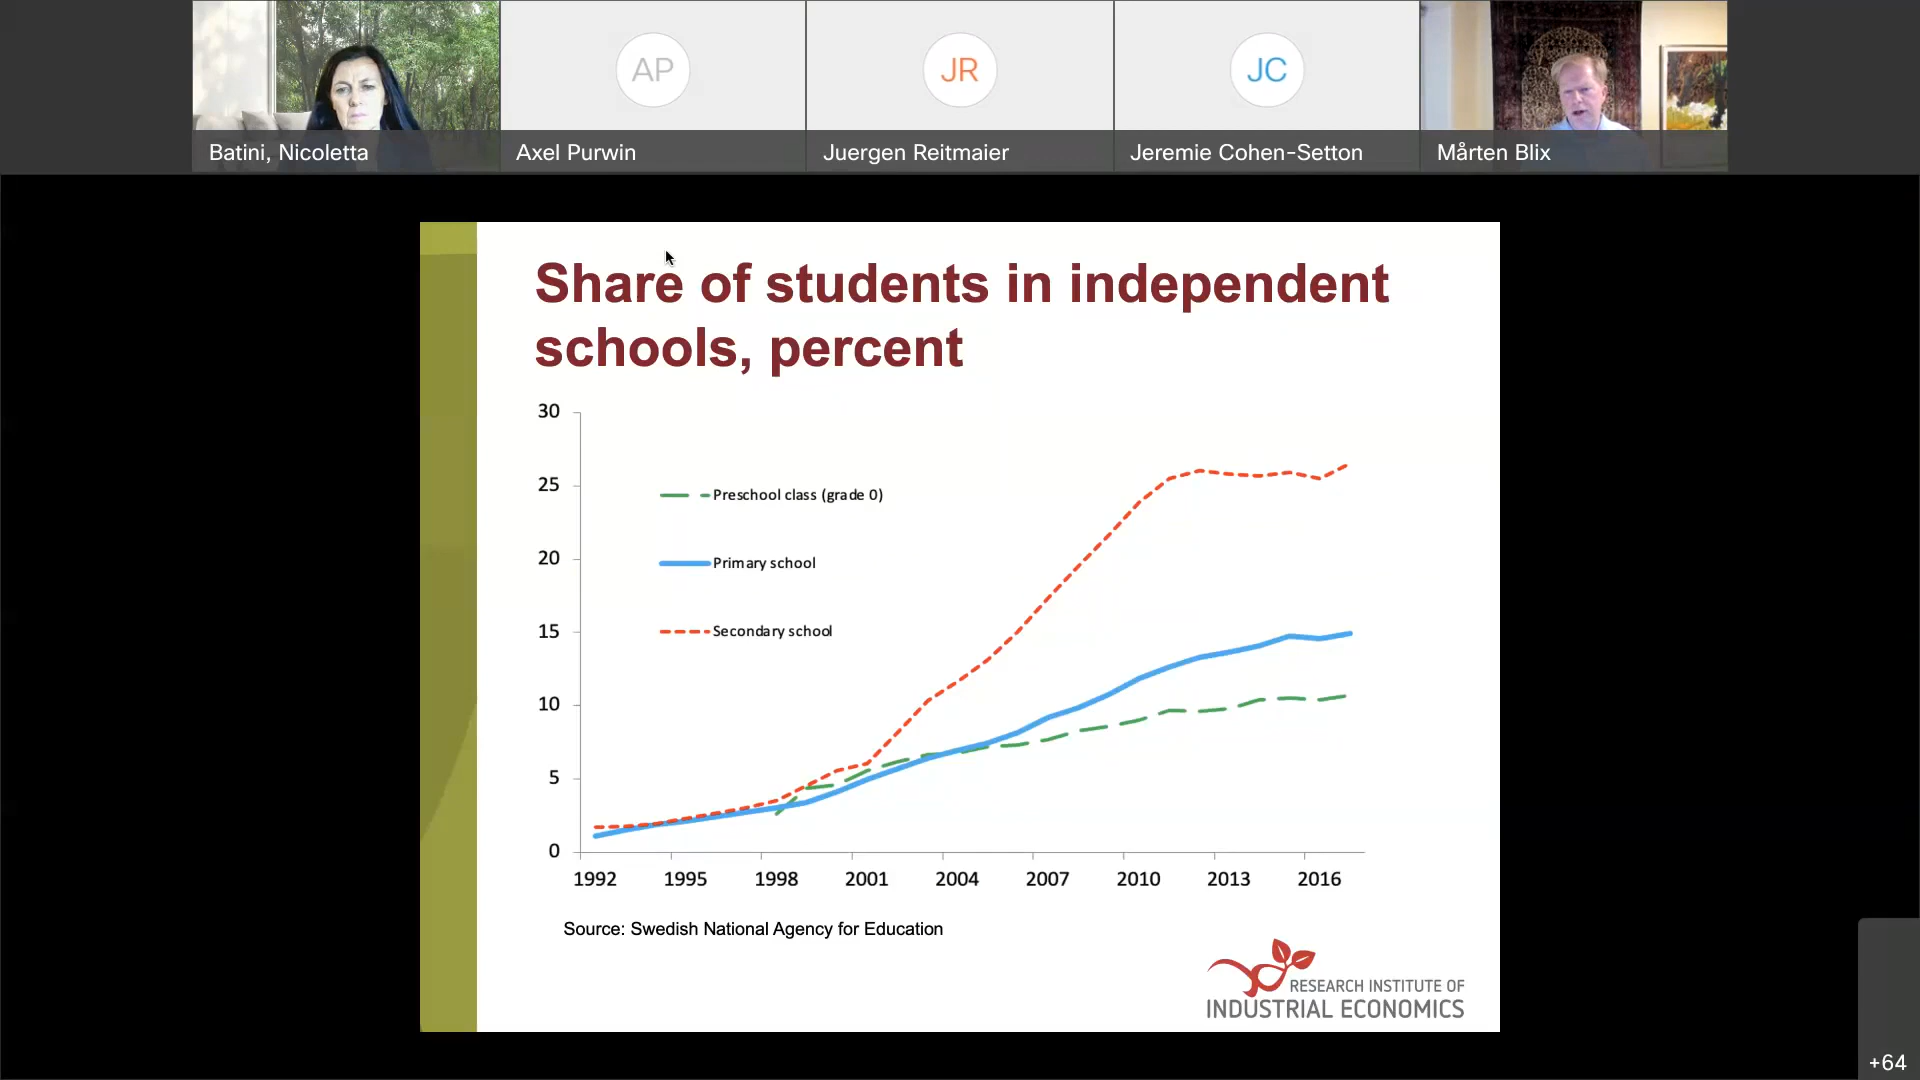 AP
JR
JC
Batini, Nicoletta
Axel Purwin
Juergen Reitmaier
Jeremie Cohen-Setton
Mårten Blix
Share of students in independent
schools, percent
30
25
20
15
10
5
0
Preschool class (grade 0)
Primary school
Secondary school
1992 1995 1998 2001 2004 2007 2010 2013 2016
Source: Swedish National Agency for Education
RESEARCH INSTITUTE OF
INDUSTRIAL ECONOMICS
+64